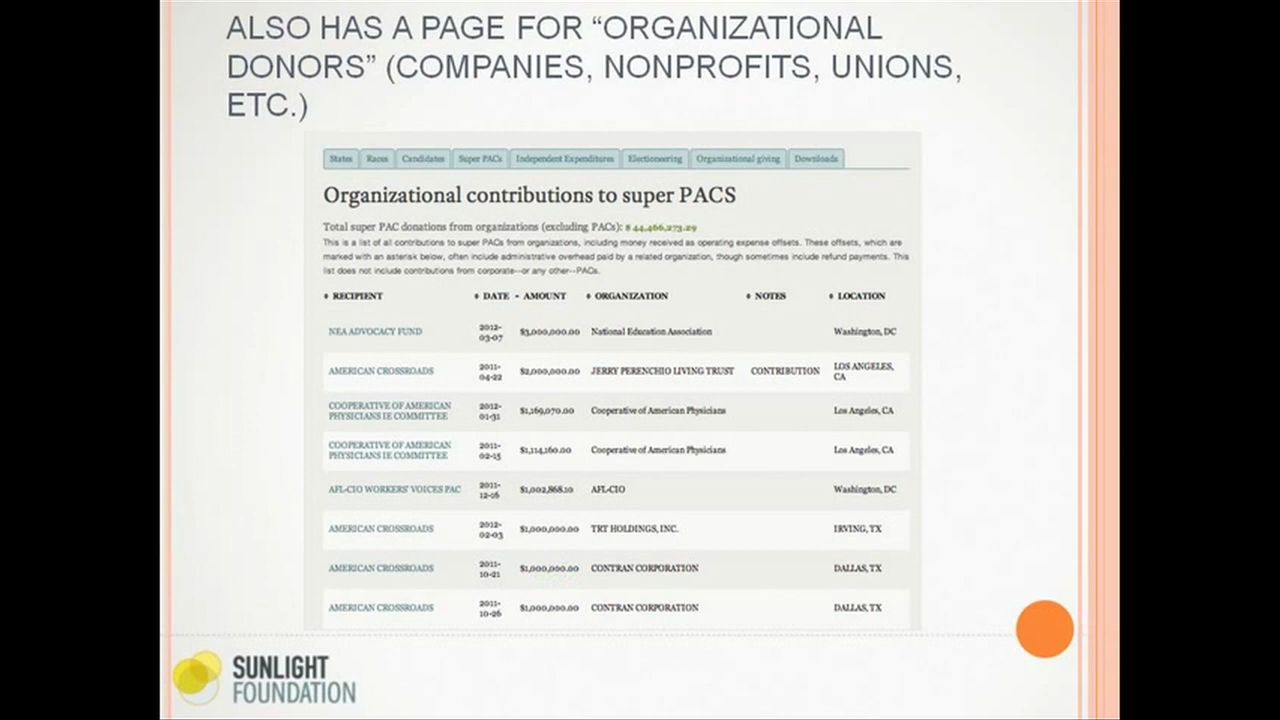 ALSO HAS A PAGE FOR “ORGANIZATIONAL
DONORS” (COMPANIES, NONPROFITS, UNIONS,
ETC.)
States Races Candidates Super PACs Independent Expenditures Electioneering Organizational giving Downloads
Organizational contributions to super PACS
Total super PAC donations from organizations (excluding PACs): $ 44,466,273.29
This is a list of all contributions to super PACs from organizations, including money received as operating expense offsets. These offsets, which are
marked with an asterisk below, often include administrative overhead paid by a related organization, though sometimes include refund payments. This
list does not include contributions from corporate--or any other--PACs.
RECIPIENT DATE AMOUNT ORGANIZATION NOTES LOCATION
NEA ADVOCACY FUND 2012-
03-07 $3,000,000.00 National Education Association Washington, DC
AMERICAN CROSSROADS 2011-
04-22 $2,000,000.00 JERRY PERENCHIO LIVING TRUST CONTRIBUTION LOS ANGELES,
CA
COOPERATIVE OF AMERICAN
PHYSICIANS IE COMMITTEE 2012-
01-31 $1,169,070.00 Cooperative of American Physicians Los Angeles, CA
COOPERATIVE OF AMERICAN
PHYSICIANS IE COMMITTEE 2011-
02-15 $1,114,160.00 Cooperative of American Physicians Los Angeles, CA
AFL-CIO WORKERS' VOICES PAC 2011-
12-16 $1,002,868.10 AFL-CIO Washington, DC
AMERICAN CROSSROADS 2012-
02-03 $1,000,000.00 TRT HOLDINGS, INC. IRVING, TX
AMERICAN CROSSROADS 2011-
10-21 $1,000,000.00 CONTRAN CORPORATION DALLAS, TX
AMERICAN CROSSROADS 2011-
10-26 $1,000,000.00 CONTRAN CORPORATION DALLAS, TX
SUNLIGHT
FOUNDATION